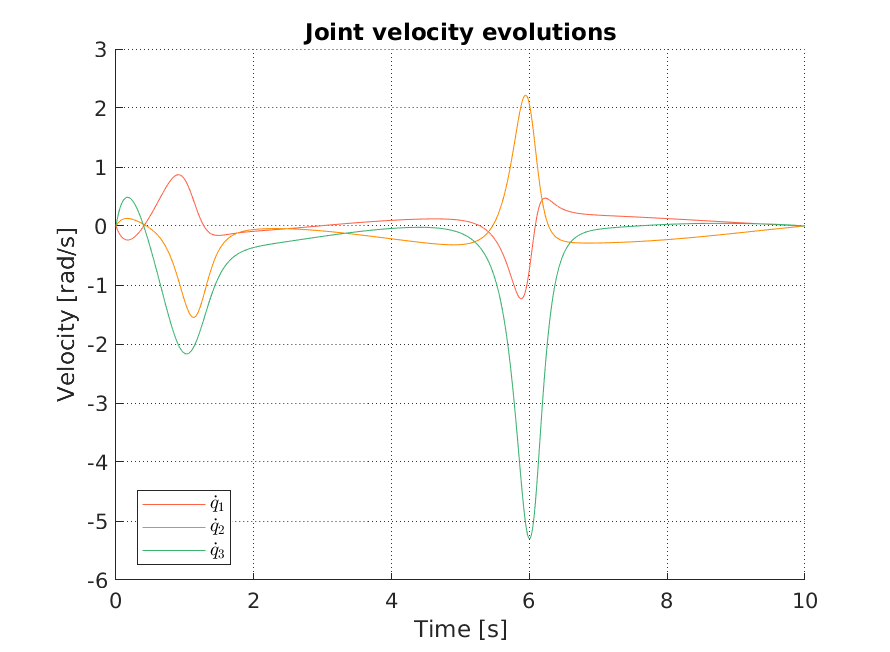 Joint velocity evolutions
3
2
1
0
-1
-2
-3
-4
-5
-6
Velocity [rad/s]
q̇1
q̇2
q̇3
0 2 4 6 8 10
Time [s]